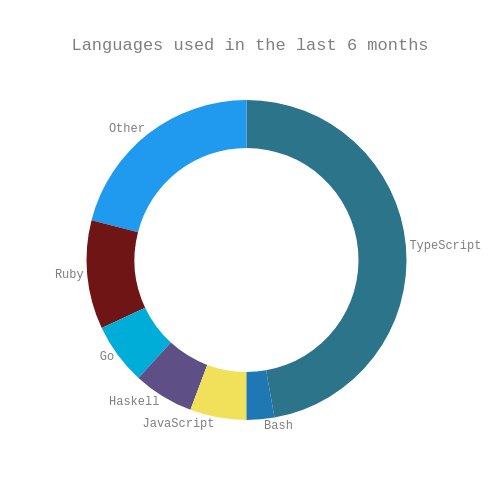 Languages used in the last 6 months
Other
TypeScript
Ruby
Go
Haskell
JavaScript
Bash